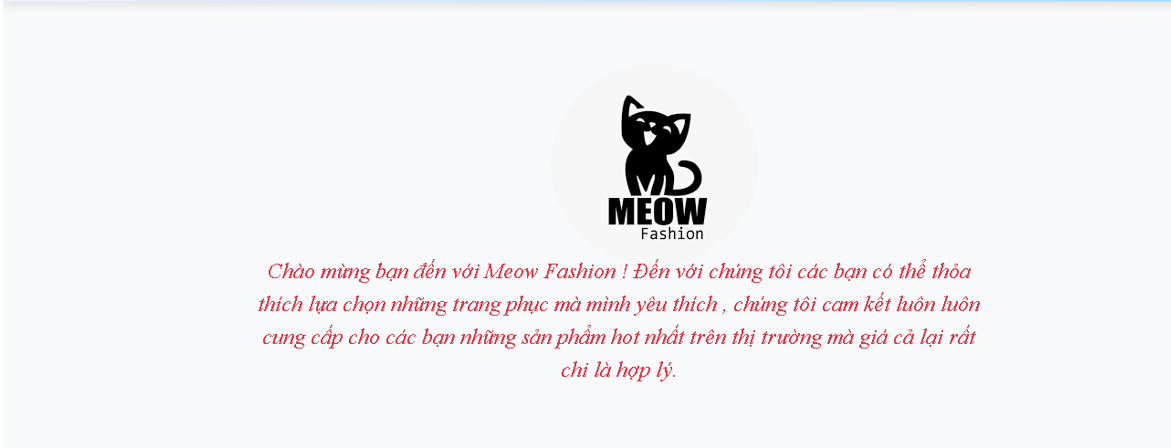 MEOW
Fashion
Chào mừng bạn đến với Meow Fashion ! Đến với chúng tôi các bạn có thể thỏa
thích lựa chọn những trang phục mà mình yêu thích , chúng tôi cam kết luôn luôn
cung cấp cho các bạn những sản phẩm hot nhất trên thị trường mà giá cả lại rất
chi là hợp lý.